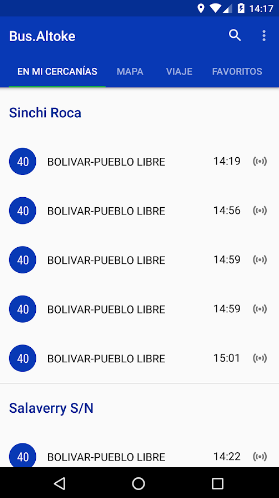 14:17
Bus.Altoke
EN MI CERCANÍAS MAPA VIAJE FAVORITOS
Sinchi Roca
40 BOLIVAR-PUEBLO LIBRE 14:19
40 BOLIVAR-PUEBLO LIBRE 14:56
40 BOLIVAR-PUEBLO LIBRE 14:59
40 BOLIVAR-PUEBLO LIBRE 14:59
40 BOLIVAR-PUEBLO LIBRE 15:01
Salaverry S/N
40 BOLIVAR-PUEBLO LIBRE 14:22